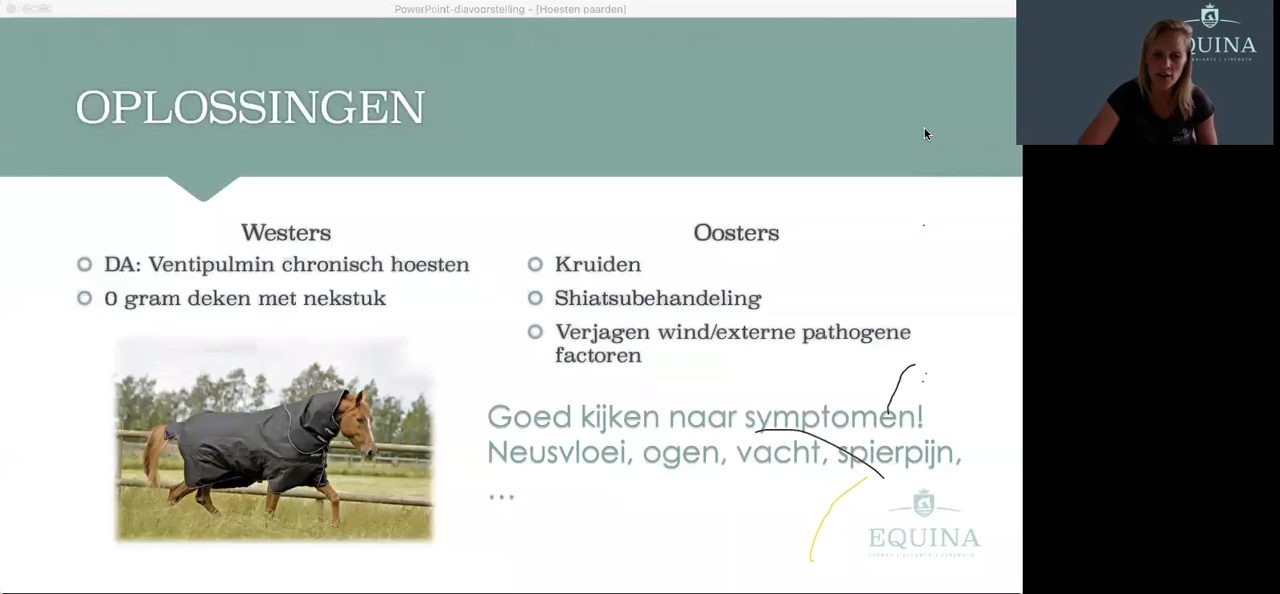 PowerPoint-diavoorstelling - [Hoesten paarden]
QUINA
OPLOSSINGEN
Westers
DA: Ventipulmin chronisch hoesten
0 gram deken met nekstuk
Oosters
Kruiden
Shiatsubehandeling
Verjagen wind/externe pathogene
factoren
Goed kijken naar symptomen!
Neusvloei, ogen, vacht, spierpijn,
...
EQUINA